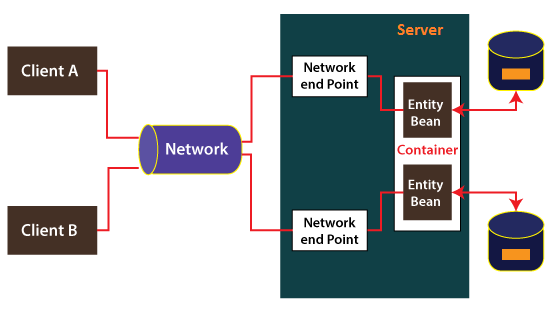 Server
Client A
Network
end Point
Entity
Bean
Network
Container
Entity
Bean
Client B
Network
end Point